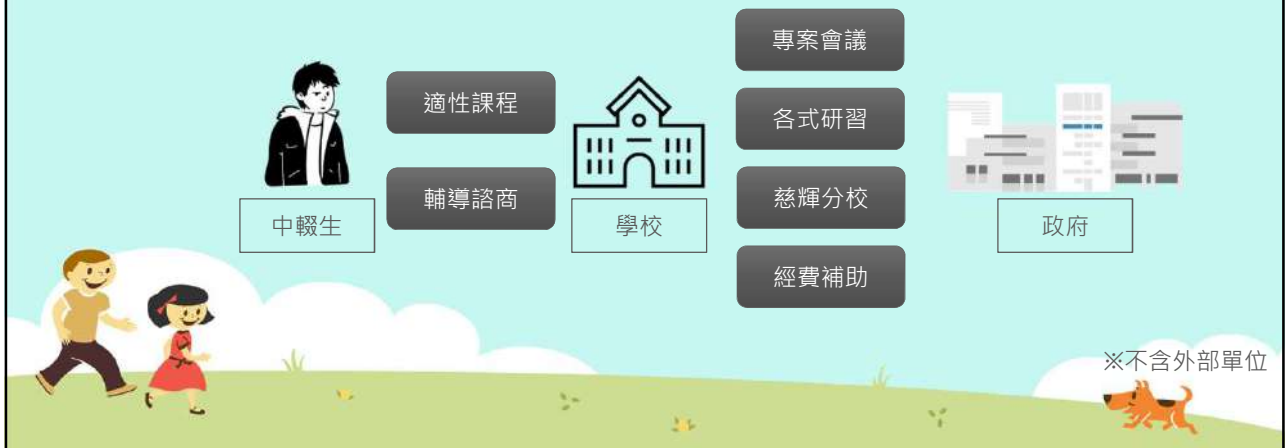 專案會議
適性課程
各式研習
輔導諮商
慈輝分校
中輟生
學校
政府
經費補助
※不含外部單位